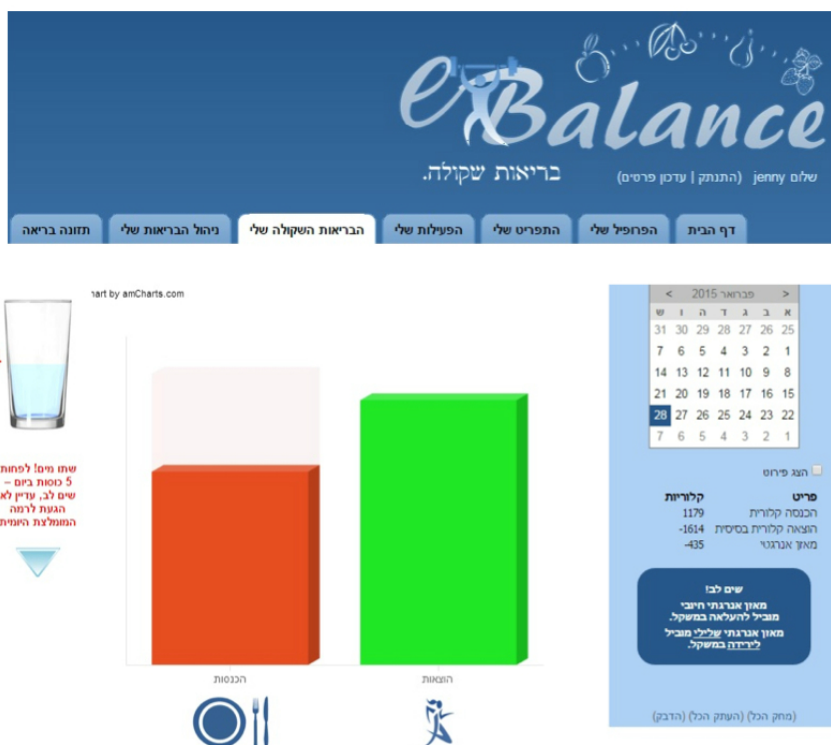 eBalance
בריאות שקולה.
שלום jenny (התנתק | עדכון פרטים)
דף הבית
הפרופיל שלי
התפריט שלי
הפעילות שלי
הבריאות השקולה שלי
ניהול הבריאות שלי
תזונה בריאה
< פברואר 2015 >
א ב ג ד ה ו ש
25 26 27 28 29 30 31
1 2 3 4 5 6 7
8 9 10 11 12 13 14
15 16 17 18 19 20 21
22 23 24 25 26 27 28
1 2 3 4 5 6 7
הצג פירוט
פריט קלוריות
הכנסה קלורית 1179
הוצאה קלורית בסיסית -1614
מאזן אנרגטי -435
שים לב!
מאזן אנרגתי חיובי
מוביל להעלאה במשקל.
מאזן אנרגתי שלילי מוביל
לירידה במשקל.
(מחק הכל) (העתק הכל) (הדבק)
hart by amCharts.com
הוצאות
הכנסות
שתו מים! לפחות
5 כוסות ביום –
שים לב, עדיין לא
הגעת לרמה
המומלצת היומית